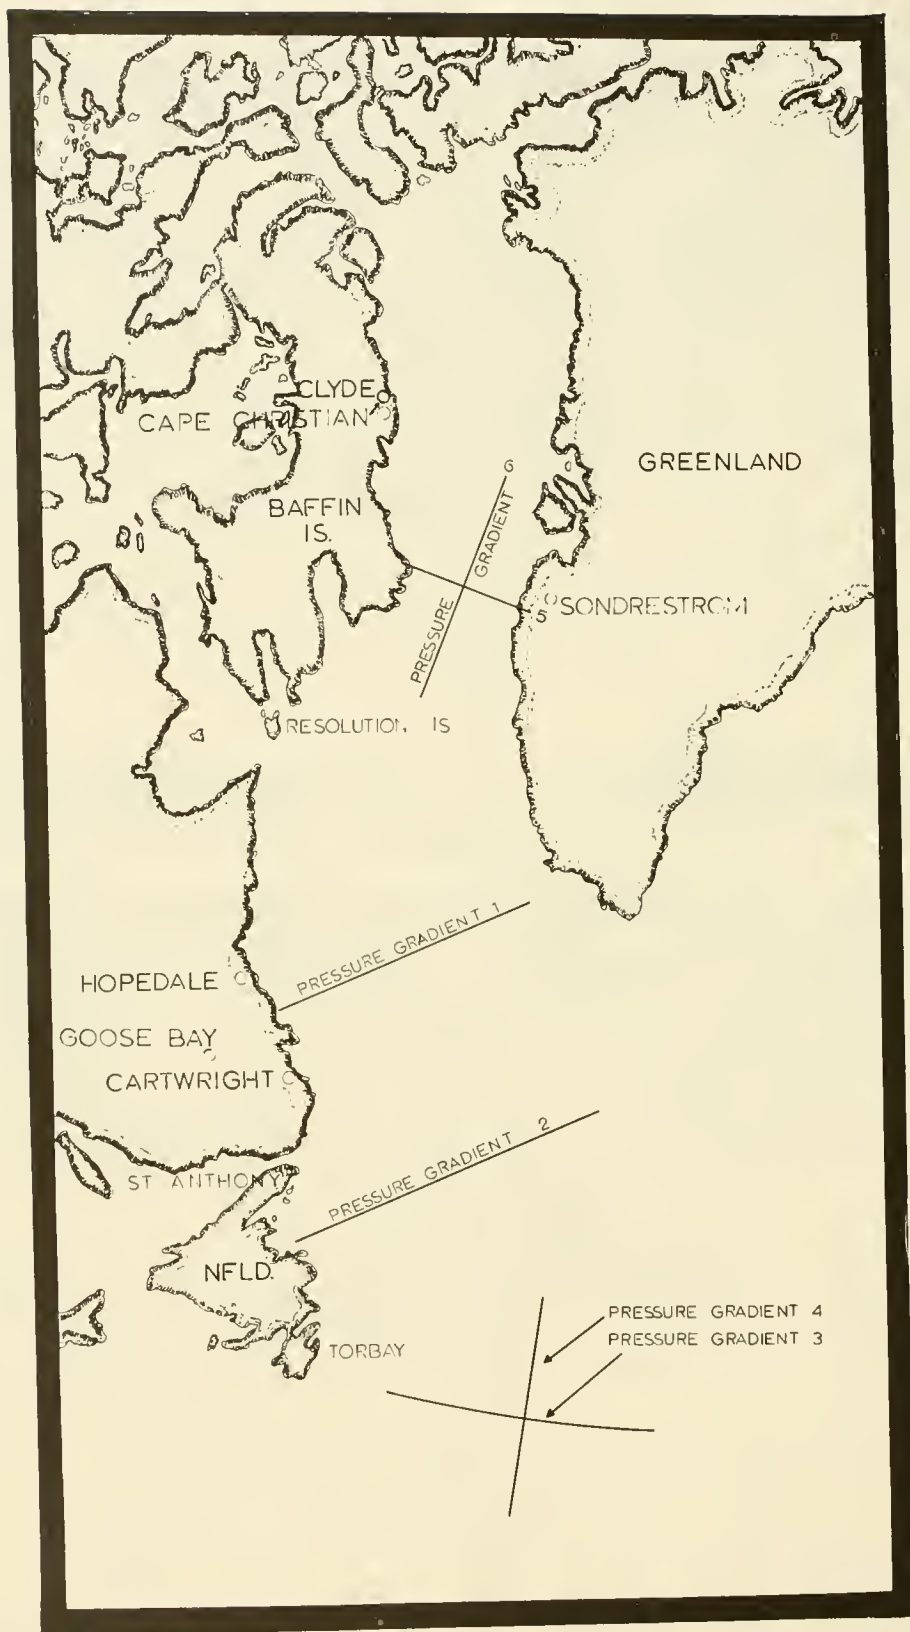 CLYDE
CAPE CHRISTIAN
GREENLAND
BAFFIN
IS.
PRESSURE GRADIENT 6
5
SONDRESTROM
RESOLUTION IS
PRESSURE GRADIENT 1
HOPEDALE
GOOSE BAY
CARTWRIGHT
PRESSURE GRADIENT 2
ST ANTHONY
NFLD.
PRESSURE GRADIENT 4
PRESSURE GRADIENT 3
TORBAY